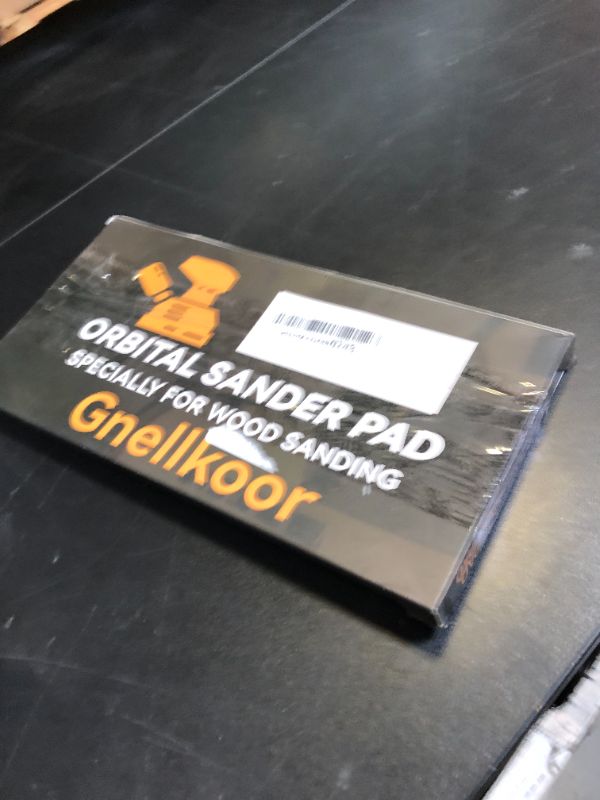 ORBITAL SANDER PAD
SPECIALLY FOR WOOD SANDING
Gnellkoor